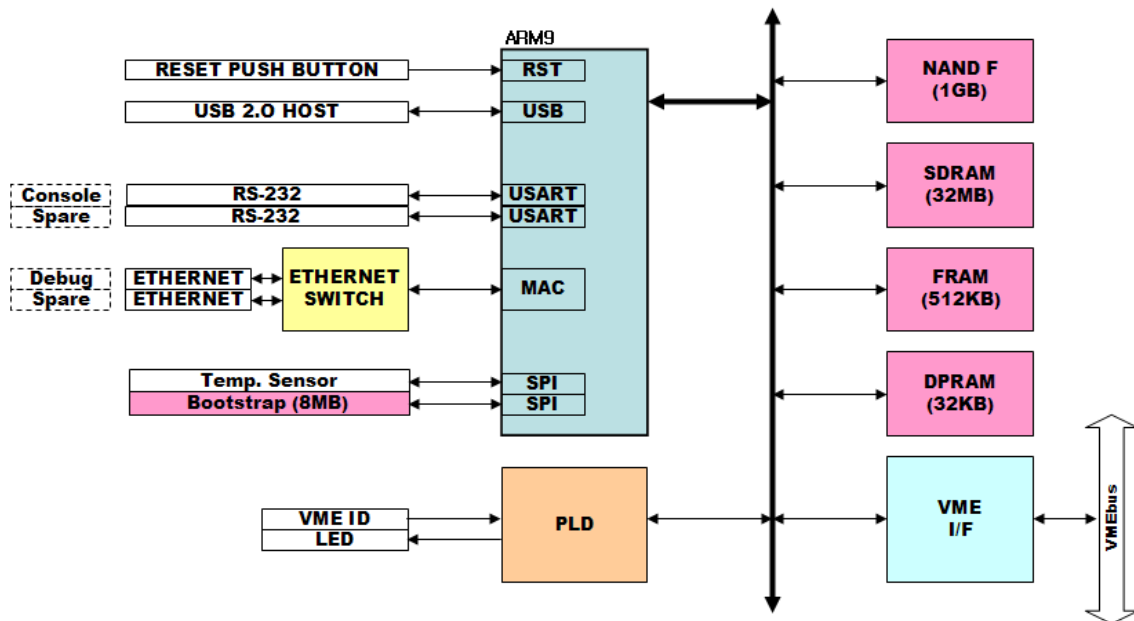 ARM9
RESET PUSH BUTTON
RST
USB 2.0 HOST
USB
Console
RS-232
USART
Spare
RS-232
USART
Debug
ETHERNET
Spare
ETHERNET
ETHERNET
SWITCH
MAC
Temp. Sensor
SPI
Bootstrap (8MB)
SPI
VME ID
LED
PLD
NAND F
(1GB)
SDRAM
(32MB)
FRAM
(512KB)
DPRAM
(32KB)
VME
I/F
VMEbus